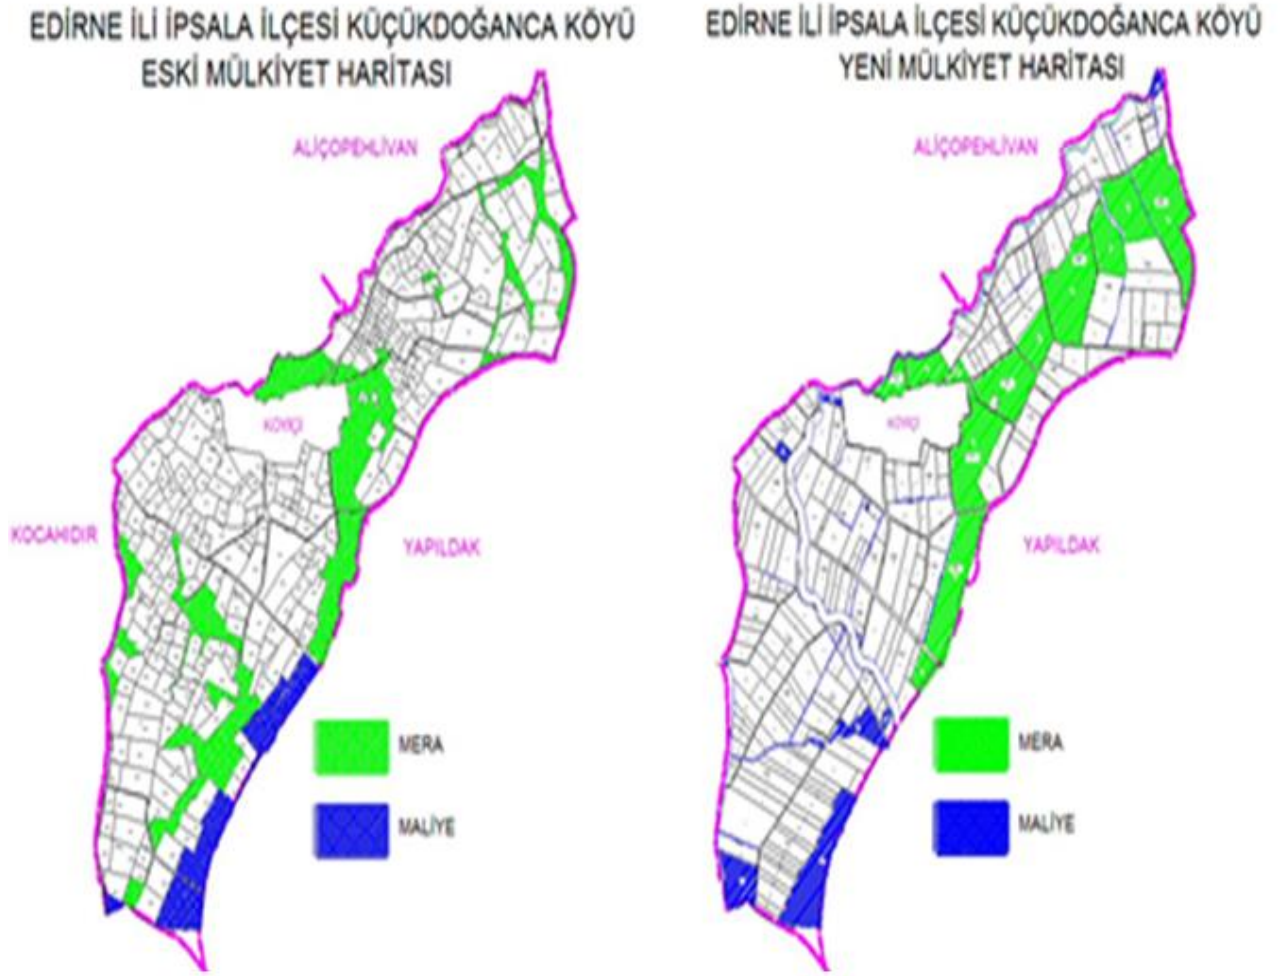 EDİRNE İLİ İPSALA İLÇESİ KÜÇÜKDOĞANCA KÖYÜ
ESKİ MÜLKİYET HARİTASI
ALİÇOPEHLİVAN
KÖYİÇİ
KOCAHIDIR
YAPILDAK
MERA
MALİYE
EDİRNE İLİ İPSALA İLÇESİ KÜÇÜKDOĞANCA KÖYÜ
YENİ MÜLKİYET HARİTASI
ALİÇOPEHLİVAN
KÖYİÇİ
YAPILDAK
MERA
MALİYE